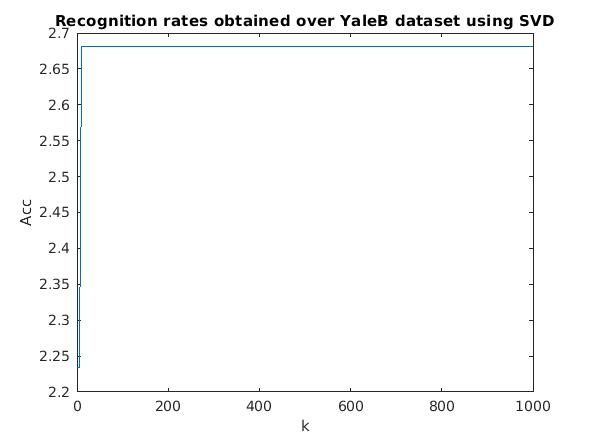 Recognition rates obtained over YaleB dataset using SVD
2.7
2.65
2.6
2.55
2.5
2.45
2.4
2.35
2.3
2.25
2.2
Acc
0 200 400 600 800 1000
k